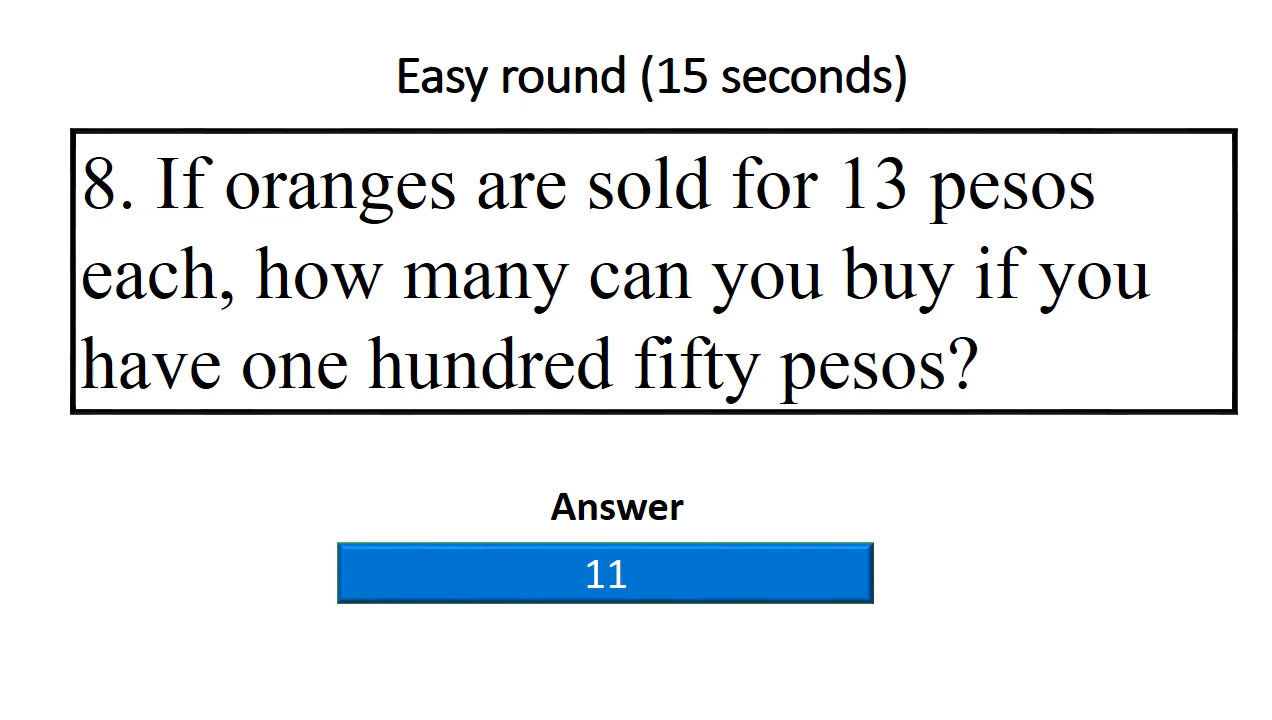 Easy round (15 seconds)
8. If oranges are sold for 13 pesos
each, how many can you buy if you
have one hundred fifty pesos?
Answer
11